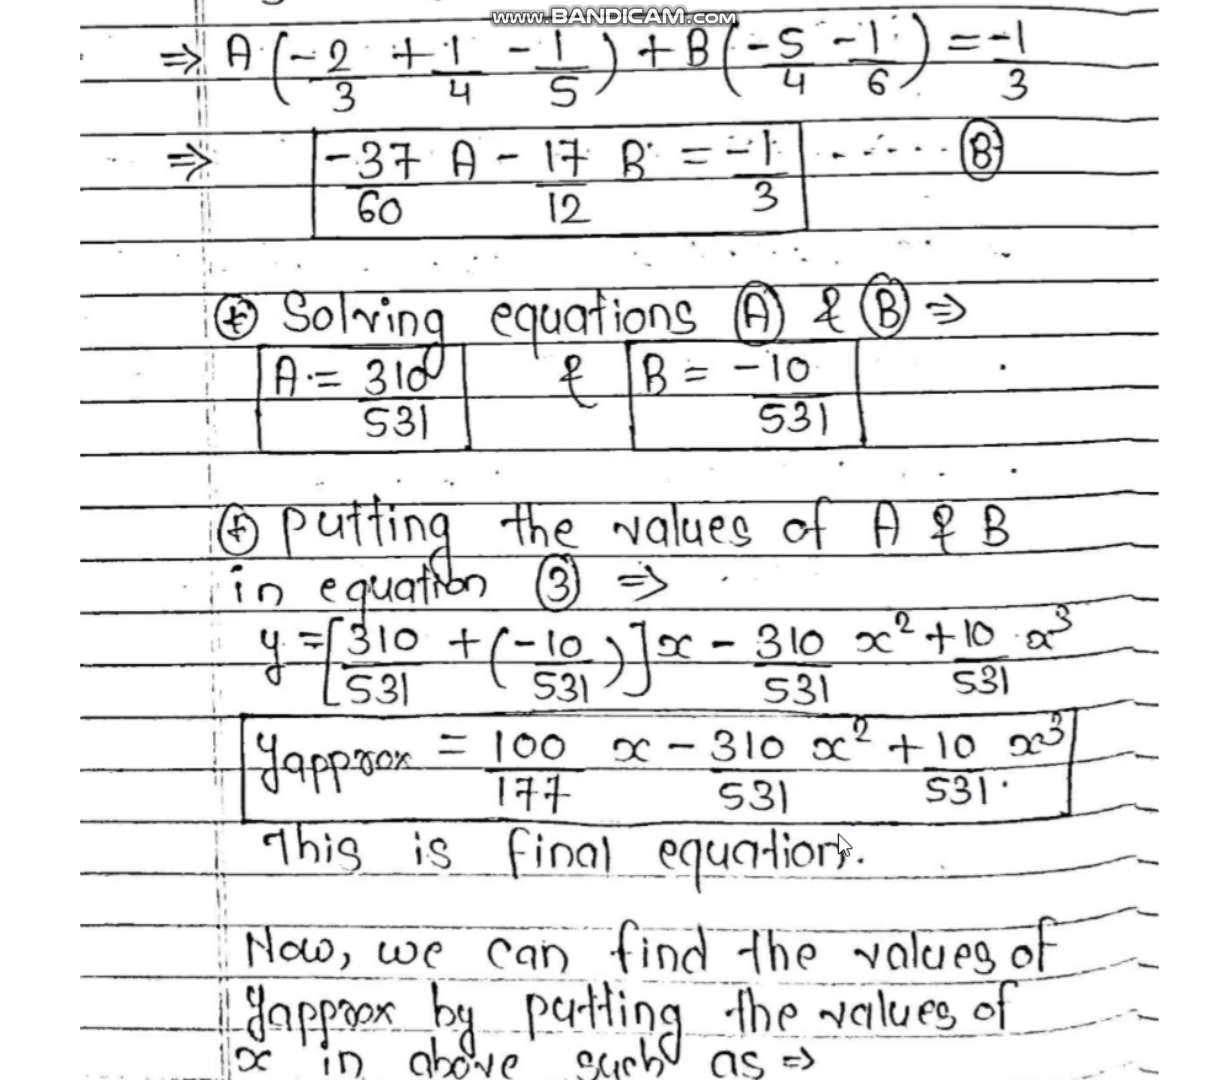 www.BANDICAM.com
⇒ A (-2/3 + 1/4 - 1/5) + B (-5/4 - 1/6) = -1/3
⇒ -37/60 A - 17/12 B = -1/3 ...... Ⓑ
⊛ Solving equations Ⓐ & Ⓑ ⇒
A = 310/531 & B = -10/531
⊛ putting the values of A & B
in equation ③ ⇒
y = [310/531 + (-10/531)] x - 310/531 x² + 10/531 x³
yapprox = 100/177 x - 310/531 x² + 10/531 x³
This is final equation.
Now, we can find the values of
yapprox by putting the values of
x in above such as ⇒